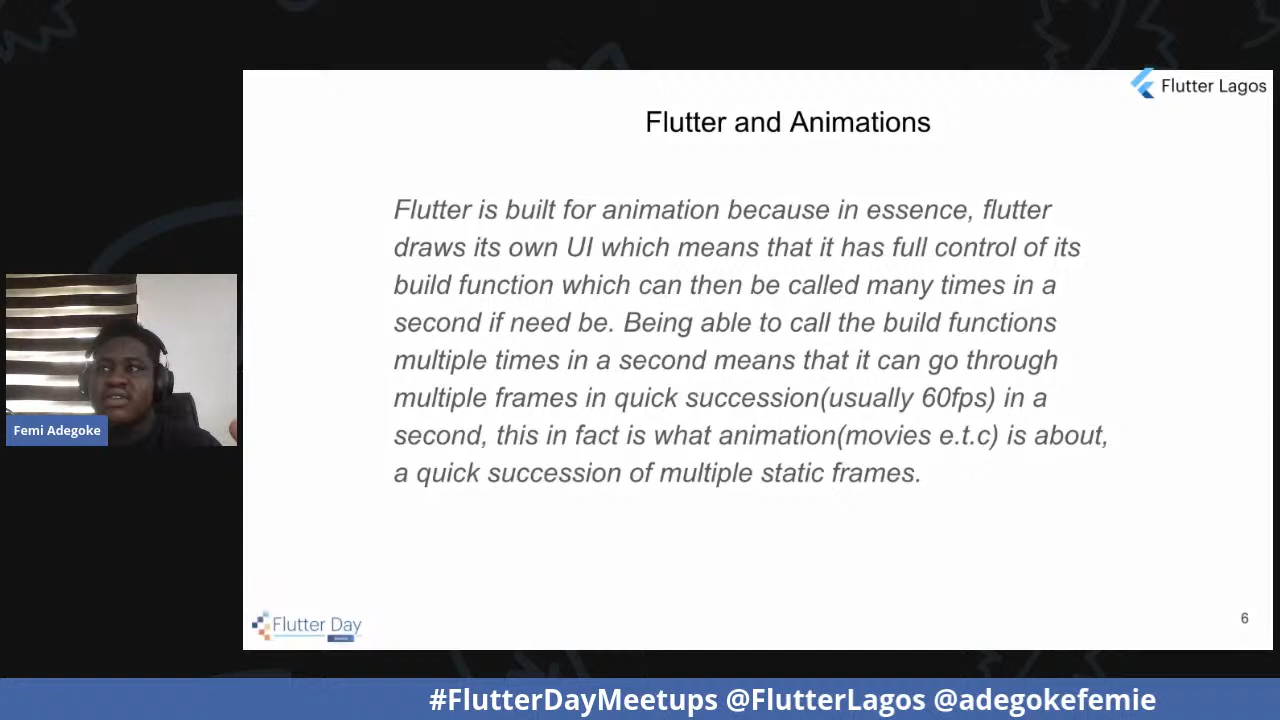 Flutter Lagos
Flutter and Animations
Flutter is built for animation because in essence, flutter
draws its own UI which means that it has full control of its
build function which can then be called many times in a
second if need be. Being able to call the build functions
multiple times in a second means that it can go through
multiple frames in quick succession(usually 60fps) in a
second, this in fact is what animation(movies e.t.c) is about,
a quick succession of multiple static frames.
Femi Adegoke
Flutter Day
6
#FlutterDayMeetups @FlutterLagos @adegokefemie